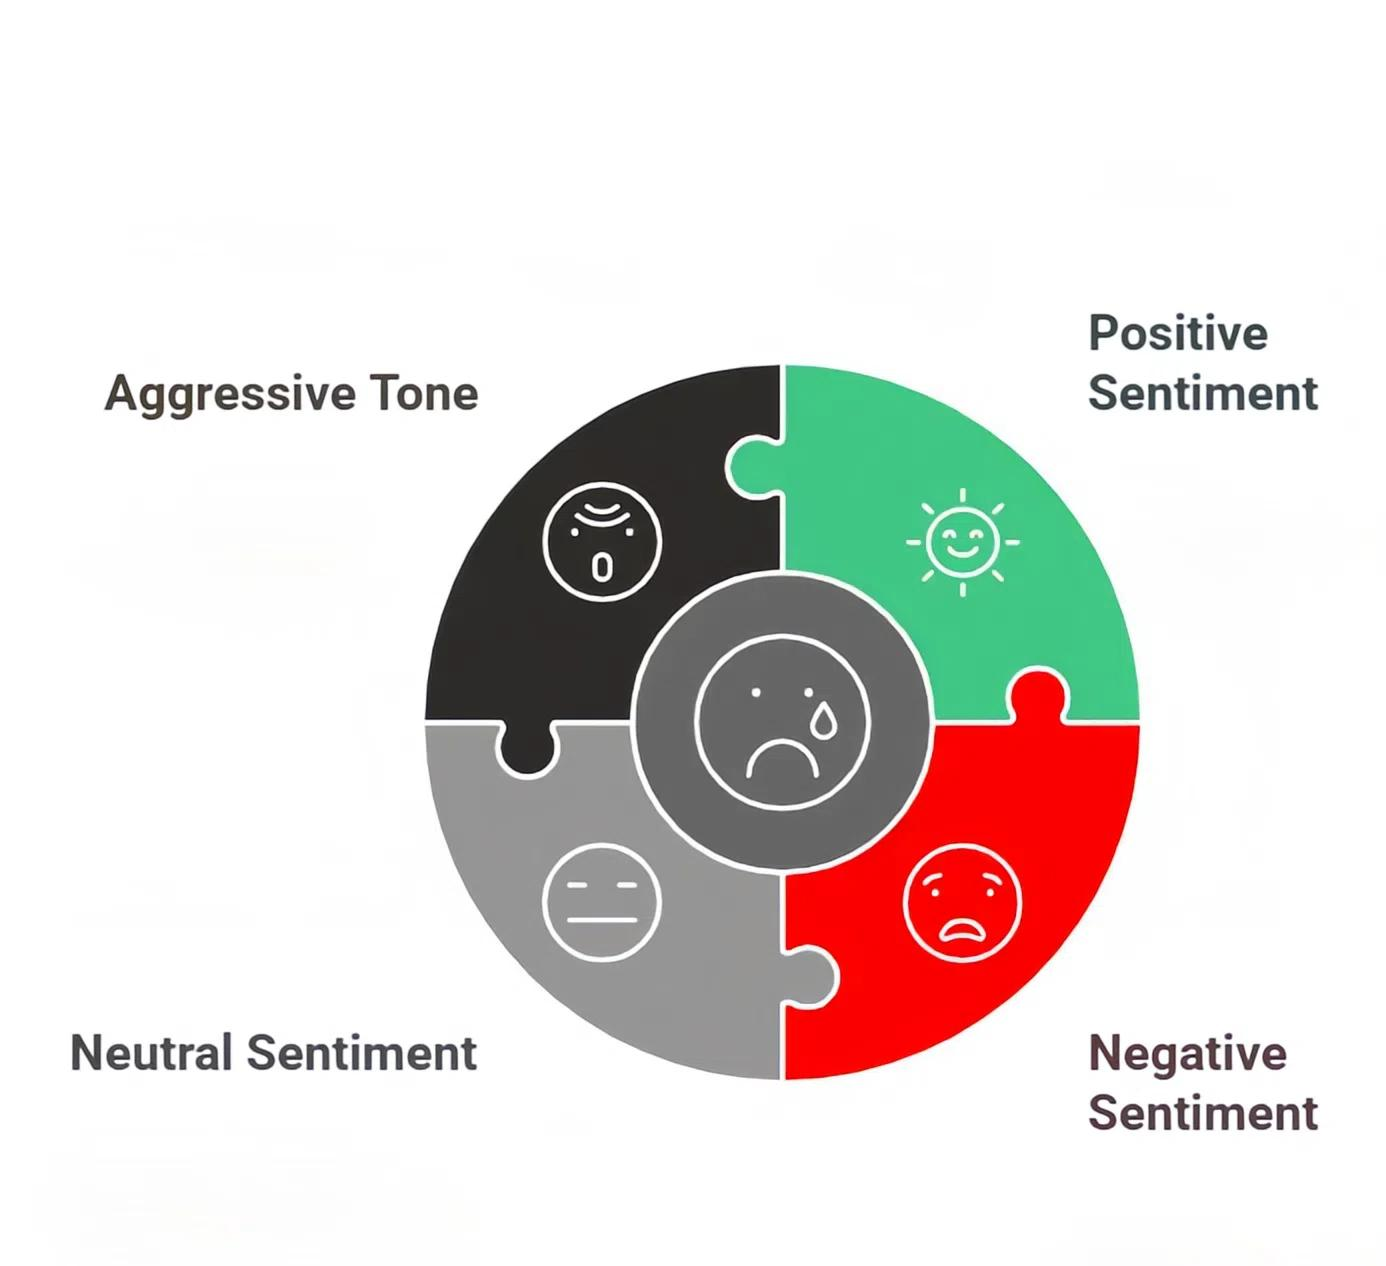 Aggressive Tone
Positive
Sentiment
Neutral Sentiment
Negative
Sentiment